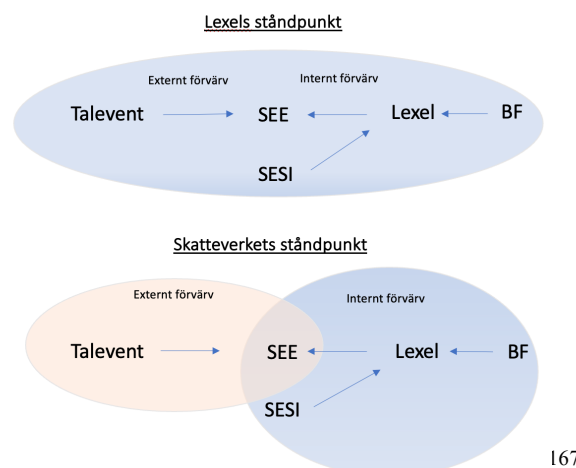 Lexels ståndpunkt
Externt förvärv Internt förvärv
Talevent SEE Lexel BF
SESI
Skatteverkets ståndpunkt
Externt förvärv Internt förvärv
Talevent SEE Lexel BF
SESI
167